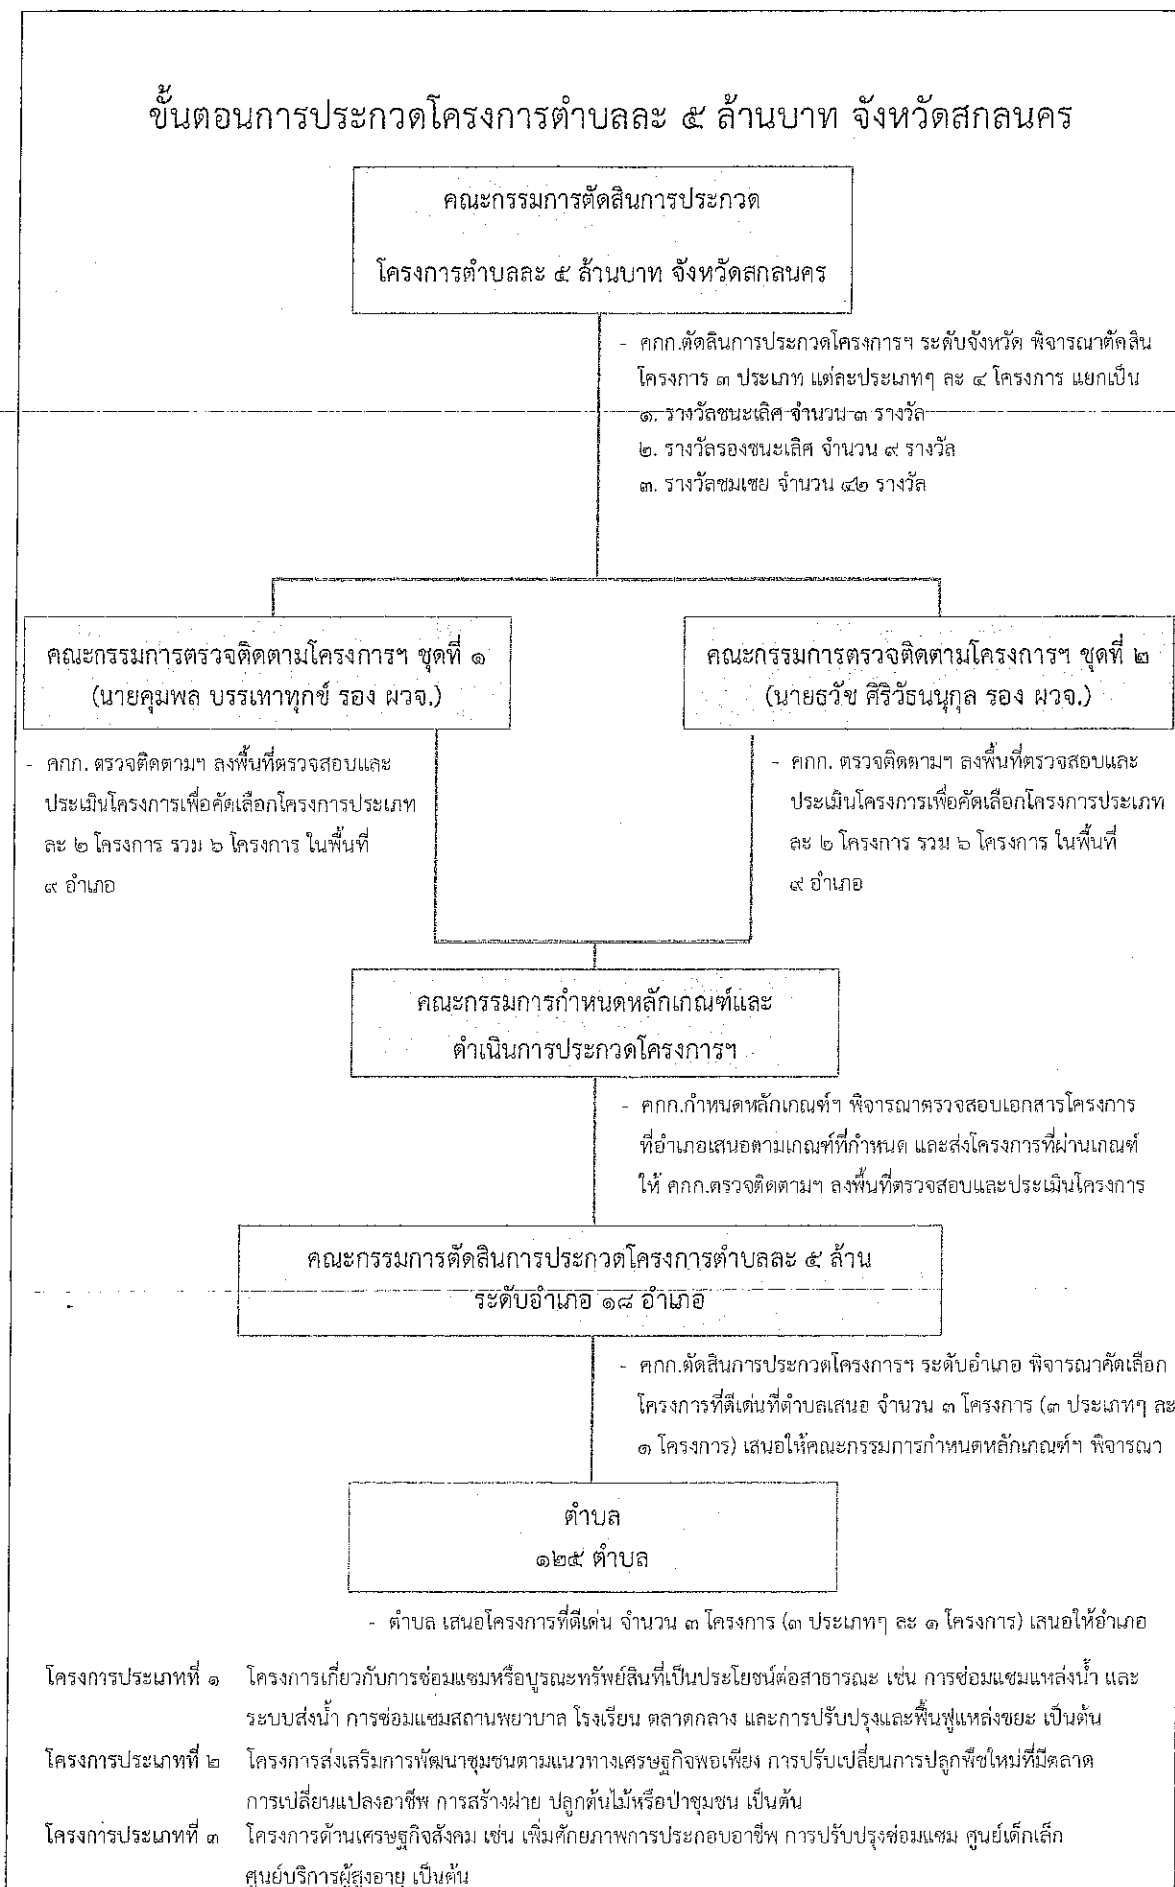 ขั้นตอนการประกวดโครงการตำบลละ ๕ ล้านบาท จังหวัดสกลนคร
คณะกรรมการตัดสินการประกวด
โครงการตำบลละ ๕ ล้านบาท จังหวัดสกลนคร
- คกก.ตัดสินการประกวดโครงการฯ ระดับจังหวัด พิจารณาตัดสิน
โครงการ ๓ ประเภท แต่ละประเภทๆ ละ ๔ โครงการ แยกเป็น
๑. รางวัลชนะเลิศ จำนวน ๓ รางวัล
๒. รางวัลรองชนะเลิศ จำนวน ๙ รางวัล
๓. รางวัลชมเชย จำนวน ๔๒ รางวัล
คณะกรรมการตรวจติดตามโครงการฯ ชุดที่ ๑
(นายคุมพล บรรเทาทุกข์ รอง ผวจ.)
- คกก. ตรวจติดตามฯ ลงพื้นที่ตรวจสอบและ
ประเมินโครงการเพื่อคัดเลือกโครงการประเภท
ละ ๒ โครงการ รวม ๖ โครงการ ในพื้นที่
๙ อำเภอ
คณะกรรมการตรวจติดตามโครงการฯ ชุดที่ ๒
(นายธวัช ศิริวัธนนุกุล รอง ผวจ.)
- คกก. ตรวจติดตามฯ ลงพื้นที่ตรวจสอบและ
ประเมินโครงการเพื่อคัดเลือกโครงการประเภท
ละ ๒ โครงการ รวม ๖ โครงการ ในพื้นที่
๙ อำเภอ
คณะกรรมการกำหนดหลักเกณฑ์และ
ดำเนินการประกวดโครงการฯ
- คกก.กำหนดหลักเกณฑ์ฯ พิจารณาตรวจสอบเอกสารโครงการ
ที่อำเภอเสนอตามเกณฑ์ที่กำหนด และส่งโครงการที่ผ่านเกณฑ์
ให้ คกก.ตรวจติดตามฯ ลงพื้นที่ตรวจสอบและประเมินโครงการ
คณะกรรมการตัดสินการประกวดโครงการตำบลละ ๕ ล้าน
ระดับอำเภอ ๑๘ อำเภอ
- คกก.ตัดสินการประกวดโครงการฯ ระดับอำเภอ พิจารณาคัดเลือก
โครงการที่ดีเด่นที่ตำบลเสนอ จำนวน ๓ โครงการ (๓ ประเภทๆ ละ
๑ โครงการ) เสนอให้คณะกรรมการกำหนดหลักเกณฑ์ฯ พิจารณา
ตำบล
๑๒๕ ตำบล
- ตำบล เสนอโครงการที่ดีเด่น จำนวน ๓ โครงการ (๓ ประเภทๆ ละ ๑ โครงการ) เสนอให้อำเภอ
โครงการประเภทที่ ๑ โครงการเกี่ยวกับการซ่อมแซมหรือบูรณะทรัพย์สินที่เป็นประโยชน์ต่อสาธารณะ เช่น การซ่อมแซมแหล่งน้ำ และ
ระบบส่งน้ำ การซ่อมแซมสถานพยาบาล โรงเรียน ตลาดกลาง และการปรับปรุงและฟื้นฟูแหล่งขยะ เป็นต้น
โครงการประเภทที่ ๒ โครงการส่งเสริมการพัฒนาชุมชนตามแนวทางเศรษฐกิจพอเพียง การปรับเปลี่ยนการปลูกพืชใหม่ที่มีตลาด
การเปลี่ยนแปลงอาชีพ การสร้างฝาย ปลูกต้นไม้หรือป่าชุมชน เป็นต้น
โครงการประเภทที่ ๓ โครงการด้านเศรษฐกิจสังคม เช่น เพิ่มศักยภาพการประกอบอาชีพ การปรับปรุงซ่อมแซม ศูนย์เด็กเล็ก
ศูนย์บริการผู้สูงอายุ เป็นต้น